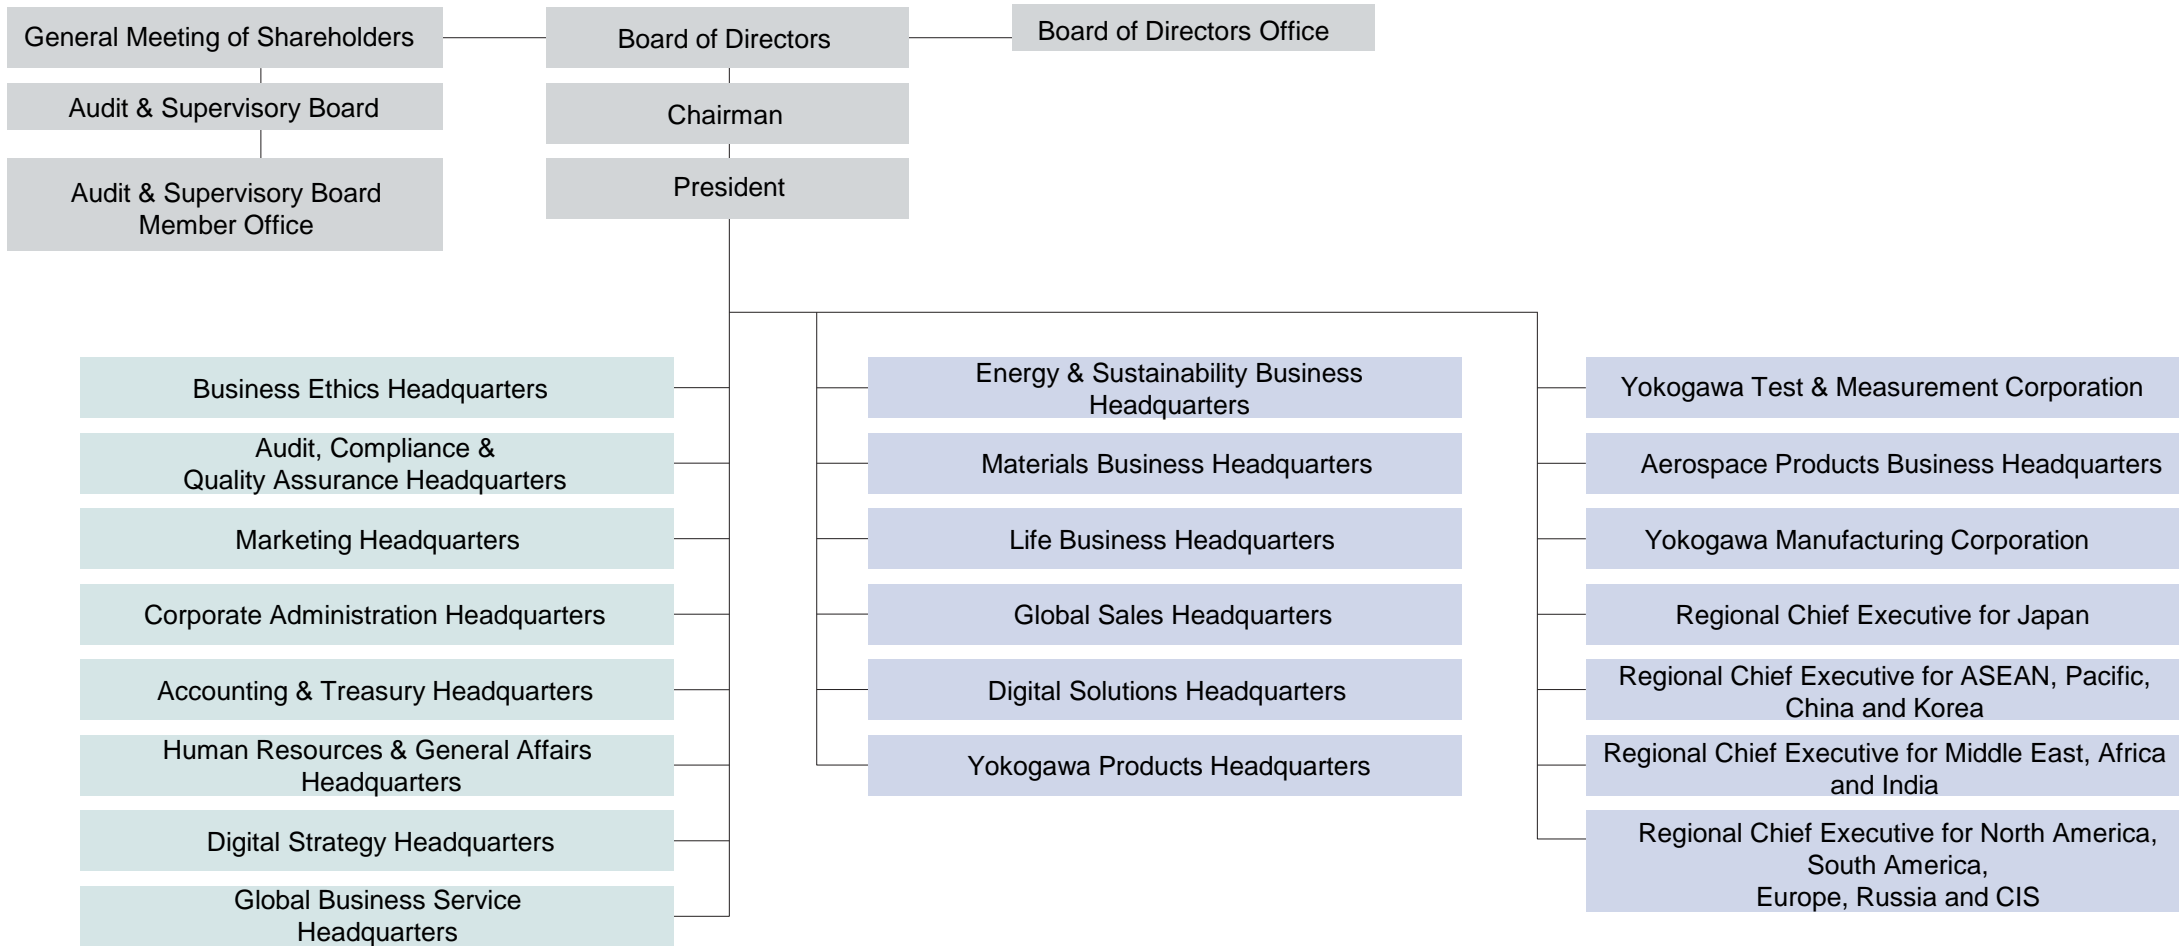 General Meeting of Shareholders
Board of Directors
Board of Directors Office
Audit & Supervisory Board
Chairman
Audit & Supervisory Board
Member Office
President
Business Ethics Headquarters
Audit, Compliance &
Quality Assurance Headquarters
Marketing Headquarters
Corporate Administration Headquarters
Accounting & Treasury Headquarters
Human Resources & General Affairs
Headquarters
Digital Strategy Headquarters
Global Business Service
Headquarters
Energy & Sustainability Business
Headquarters
Materials Business Headquarters
Life Business Headquarters
Global Sales Headquarters
Digital Solutions Headquarters
Yokogawa Products Headquarters
Yokogawa Test & Measurement Corporation
Aerospace Products Business Headquarters
Yokogawa Manufacturing Corporation
Regional Chief Executive for Japan
Regional Chief Executive for ASEAN, Pacific,
China and Korea
Regional Chief Executive for Middle East, Africa
and India
Regional Chief Executive for North America,
South America,
Europe, Russia and CIS